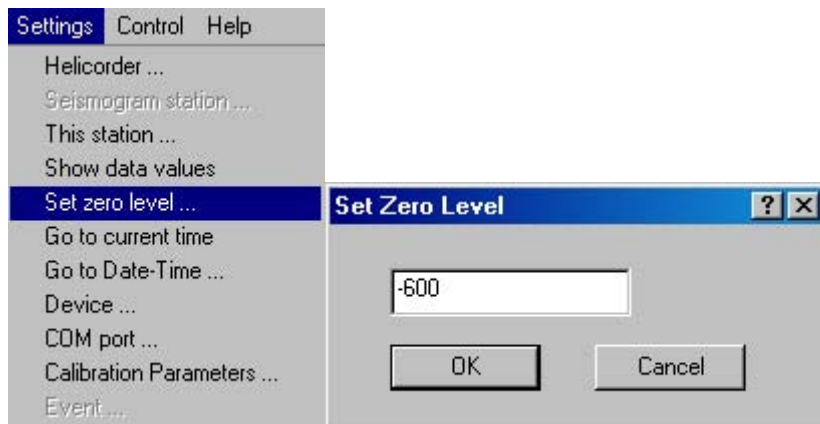 Settings Control Help
Helicorder ...
Seismogram station ...
This station ...
Show data values
Set zero level ...
Go to current time
Go to Date-Time ...
Device ...
COM port ...
Calibration Parameters ...
Event ...
Set Zero Level
-600
OK Cancel